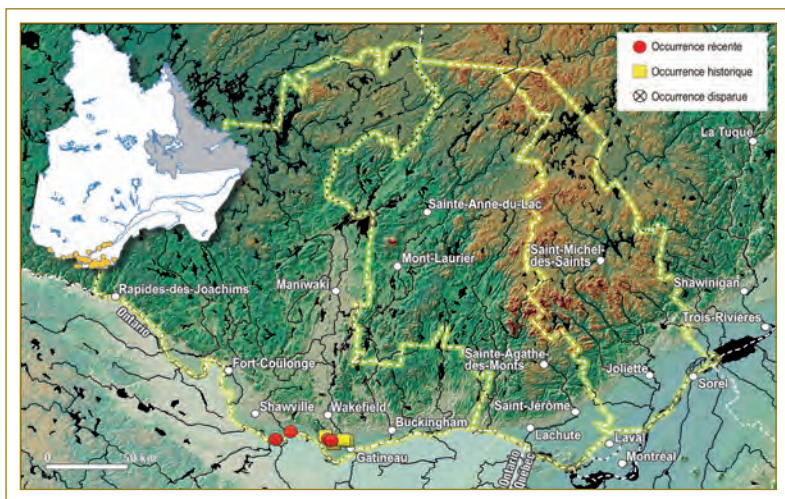 Occurrence récente
Occurrence historique
Occurrence disparue
La Tuque
Sainte-Anne-du-Lac
Saint-Michel-
des-Saints
Mont-Laurier
Maniwaki
Rapides-des-Joachims
Shawinigan
Trois-Rivières
Ontario
Fort-Coulonge
Sainte-Agathe-
des-Monts
Joliette
Sorel
Shawville
Wakefield
Saint-Jérôme
Buckingham
Lachute
Laval
Gatineau
Montréal
Ontario
Québec
0 50 km